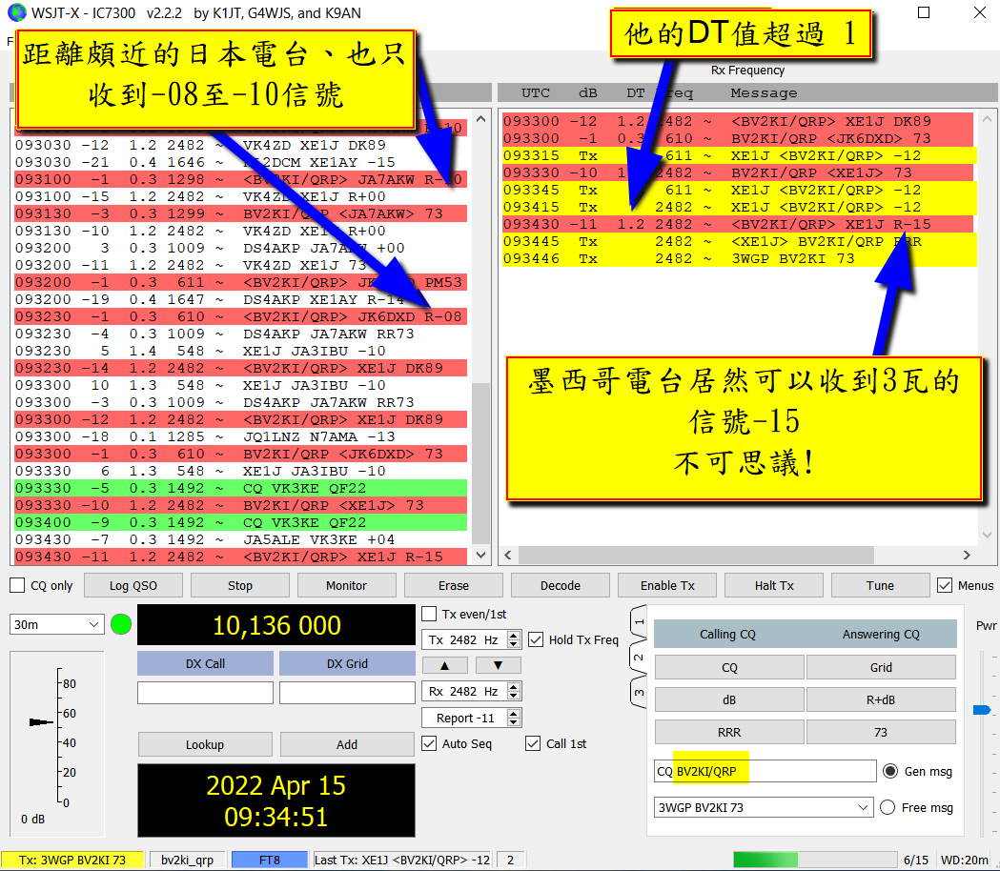 WSJT-X - IC7300 v2.2.2 by K1JT, G4WJS, and K9AN
F
距離頗近的日本電台、也只
收到-08至-10信號
他的DT值超過 1
Rx Frequency
UTC dB DT req Message
093030 -12 1.2 2482 ~ VK4ZD XE1J DK89
093030 -21 0.4 1646 ~ 2DCM XE1AY -15
093100 -1 0.3 1298 ~ <BV2KI/QRP> JA7AKW R-10
093100 -15 1.2 2482 ~ VK4ZD XE1J R+00
093130 -3 0.3 1299 ~ BV2KI/QRP <JA7AKW> 73
093130 -10 1.2 2482 ~ VK4ZD XE1J R+00
093200 3 0.3 1009 ~ DS4AKP JA7AKW +00
093200 -11 1.2 2482 ~ VK4ZD XE1J 73
093200 -1 0.3 611 ~ <BV2KI/QRP> JK6DXD PM53
093200 -19 0.4 1647 ~ DS4AKP XE1AY R-14
093230 -1 0.3 610 ~ <BV2KI/QRP> JK6DXD R-08
093230 -4 0.3 1009 ~ DS4AKP JA7AKW RR73
093230 5 1.4 548 ~ XE1J JA3IBU -10
093230 -14 1.2 2482 ~ <BV2KI/QRP> XE1J DK89
093300 10 1.3 548 ~ XE1J JA3IBU -10
093300 -3 0.3 1009 ~ DS4AKP JA7AKW RR73
093300 -12 1.2 2482 ~ <BV2KI/QRP> XE1J DK89
093300 -18 0.1 1285 ~ JQ1LNZ N7AMA -13
093300 -1 0.3 610 ~ BV2KI/QRP <JK6DXD> 73
093330 6 1.3 548 ~ XE1J JA3IBU -10
093330 -5 0.3 1492 ~ CQ VK3KE QF22
093330 -10 1.2 2482 ~ BV2KI/QRP <XE1J> 73
093400 -9 0.3 1492 ~ CQ VK3KE QF22
093430 -7 0.3 1492 ~ JA5ALE VK3KE +04
093430 -11 1.2 2482 ~ <BV2KI/QRP> XE1J R-15
093300 -12 1.2 2482 ~ <BV2KI/QRP> XE1J DK89
093300 -1 0.3 610 ~ BV2KI/QRP <JK6DXD> 73
093315 Tx 611 ~ XE1J <BV2KI/QRP> -12
093330 -10 1 2482 ~ BV2KI/QRP <XE1J> 73
093345 Tx 611 ~ XE1J <BV2KI/QRP> -12
093415 Tx 2482 ~ XE1J <BV2KI/QRP> -12
093430 -11 1.2 2482 ~ <BV2KI/QRP> XE1J R-15
093445 Tx 2482 ~ <XE1J> BV2KI/QRP RRR
093446 Tx 2482 ~ 3WGP BV2KI 73
墨西哥電台居然可以收到3瓦的
信號-15
不可思議!
CQ only Log QSO Stop Monitor Erase Decode Enable Tx Halt Tx Tune Menus
30m
10,136 000
DX Call DX Grid
Lookup Add
2022 Apr 15
09:34:51
80
60
40
20
0
0 dB
Tx even/1st
Tx 2482 Hz Hold Tx Freq
▲ ▼
Rx 2482 Hz
Report -11
Auto Seq Call 1st
1
2
3
Calling CQ Answering CQ
CQ Grid
dB R+dB
RRR 73
CQ BV2KI/QRP Gen msg
3WGP BV2KI 73 Free msg
Pwr
Tx: 3WGP BV2KI 73 bv2ki_qrp FT8 Last Tx: XE1J <BV2KI/QRP> -12 2 6/15 WD:20m